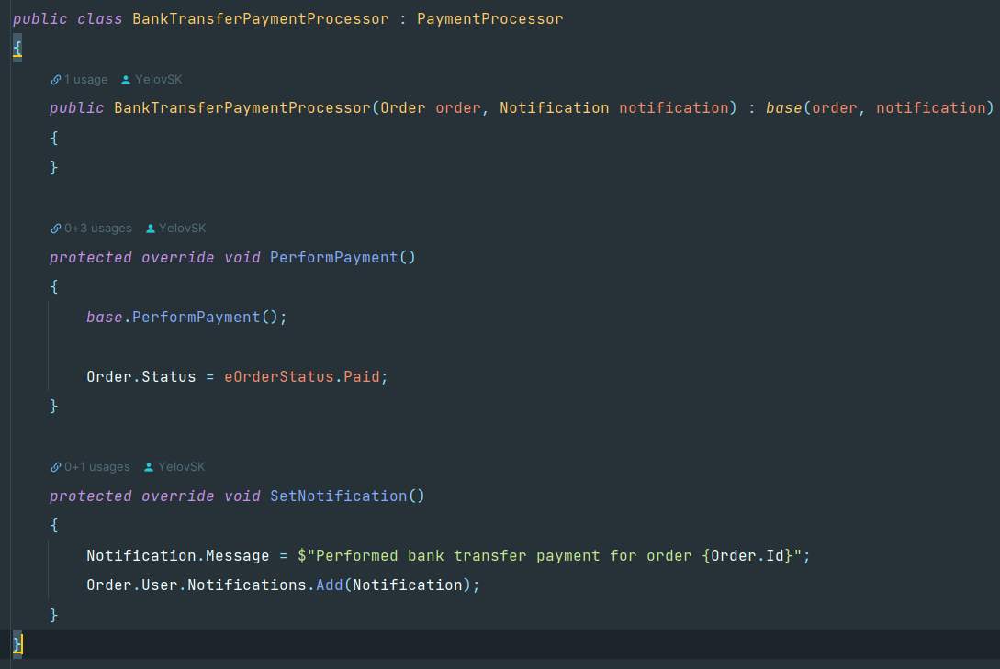 public class BankTransferPaymentProcessor : PaymentProcessor
{
1 usage YelovSK
public BankTransferPaymentProcessor(Order order, Notification notification) : base(order, notification)
{
}
0+3 usages YelovSK
protected override void PerformPayment()
{
base.PerformPayment();
Order.Status = eOrderStatus.Paid;
}
0+1 usages YelovSK
protected override void SetNotification()
{
Notification.Message = $"Performed bank transfer payment for order {Order.Id}";
Order.User.Notifications.Add(Notification);
}
}